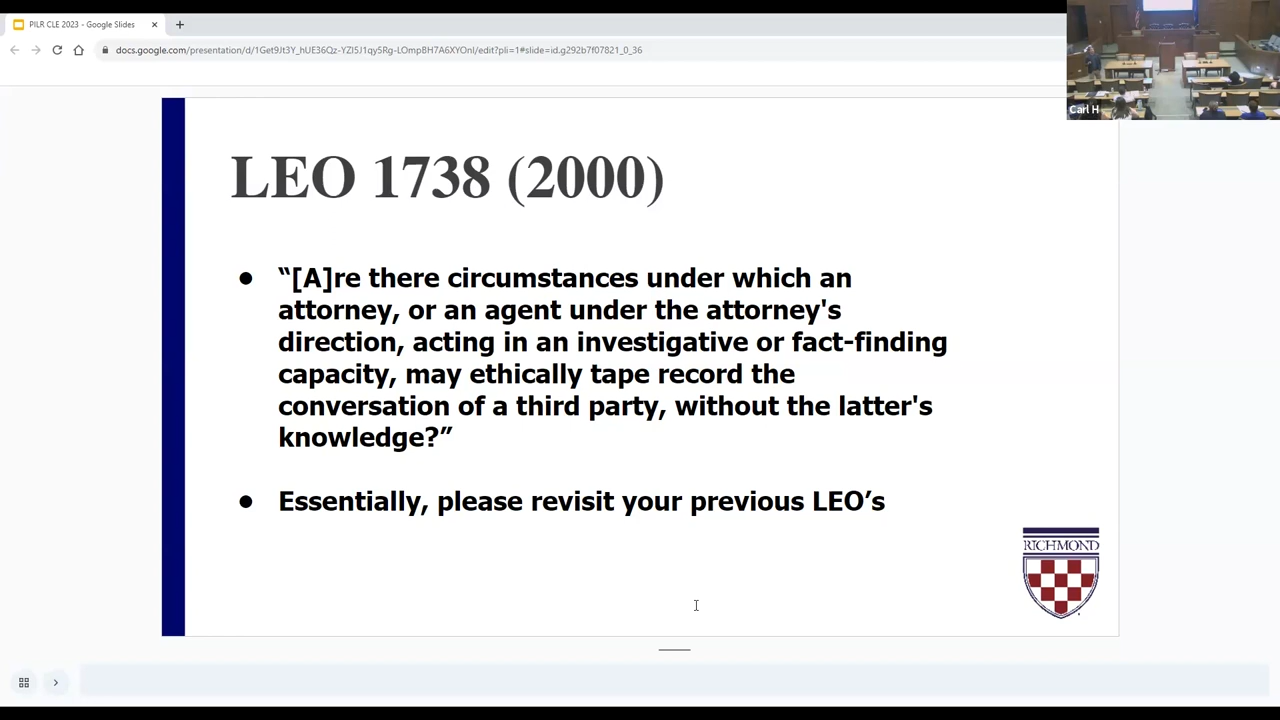 PILR CLE 2023 - Google Slides
docs.google.com/presentation/d/1Get9Jt3Y_hUE36Qz-YZl5J1qy5Rg-LOmpBH7A6XYOnI/edit?pli=1#slide=id.g292b7f07821_0_36
Carl H
LEO 1738 (2000)
● “[A]re there circumstances under which an
attorney, or an agent under the attorney's
direction, acting in an investigative or fact-finding
capacity, may ethically tape record the
conversation of a third party, without the latter's
knowledge?”
● Essentially, please revisit your previous LEO’s
RICHMOND